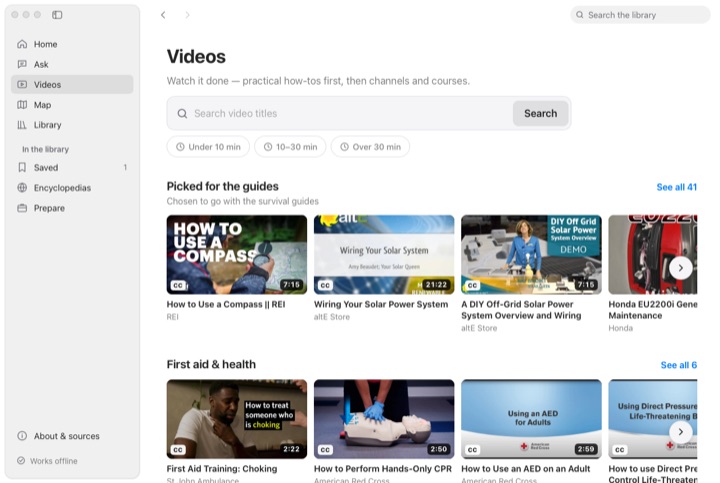 Search the library
Home
Ask
Videos
Map
Library
In the library
Saved
1
Encyclopedias
Prepare
About & sources
Works offline
Videos
Watch it done — practical how-tos first, then channels and courses.
Search video titles
Search
Under 10 min
10–30 min
Over 30 min
Picked for the guides
See all 41
Chosen to go with the survival guides
HOW TO
USE A
COMPASS
CC
7:15
How to Use a Compass || REI
REI
altE
Wiring Your Solar System
Amy Beaudet: Your Solar Queen
CC
21:22
Wiring Your Solar Power System
altE Store
DIY Off Grid
Solar Power
System Overview
DEMO
CC
7:15
A DIY Off-Grid Solar Power
System Overview and Wiring
altE Store
CC
Honda EU2200i Gene
Maintenance
Honda
First aid & health
See all 6
How to treat
someone who
is choking
CC
2:22
First Aid Training: Choking
St John Ambulance
CC
2:50
How to Perform Hands-Only CPR
American Red Cross
Using an AED
for Adults
American
Red Cross
CC
2:59
How to Use an AED on an Adult
American Red Cross
Using Direct Pressure
Life-Threatening B
CC
How to use Direct Pre
Control Life-Threaten